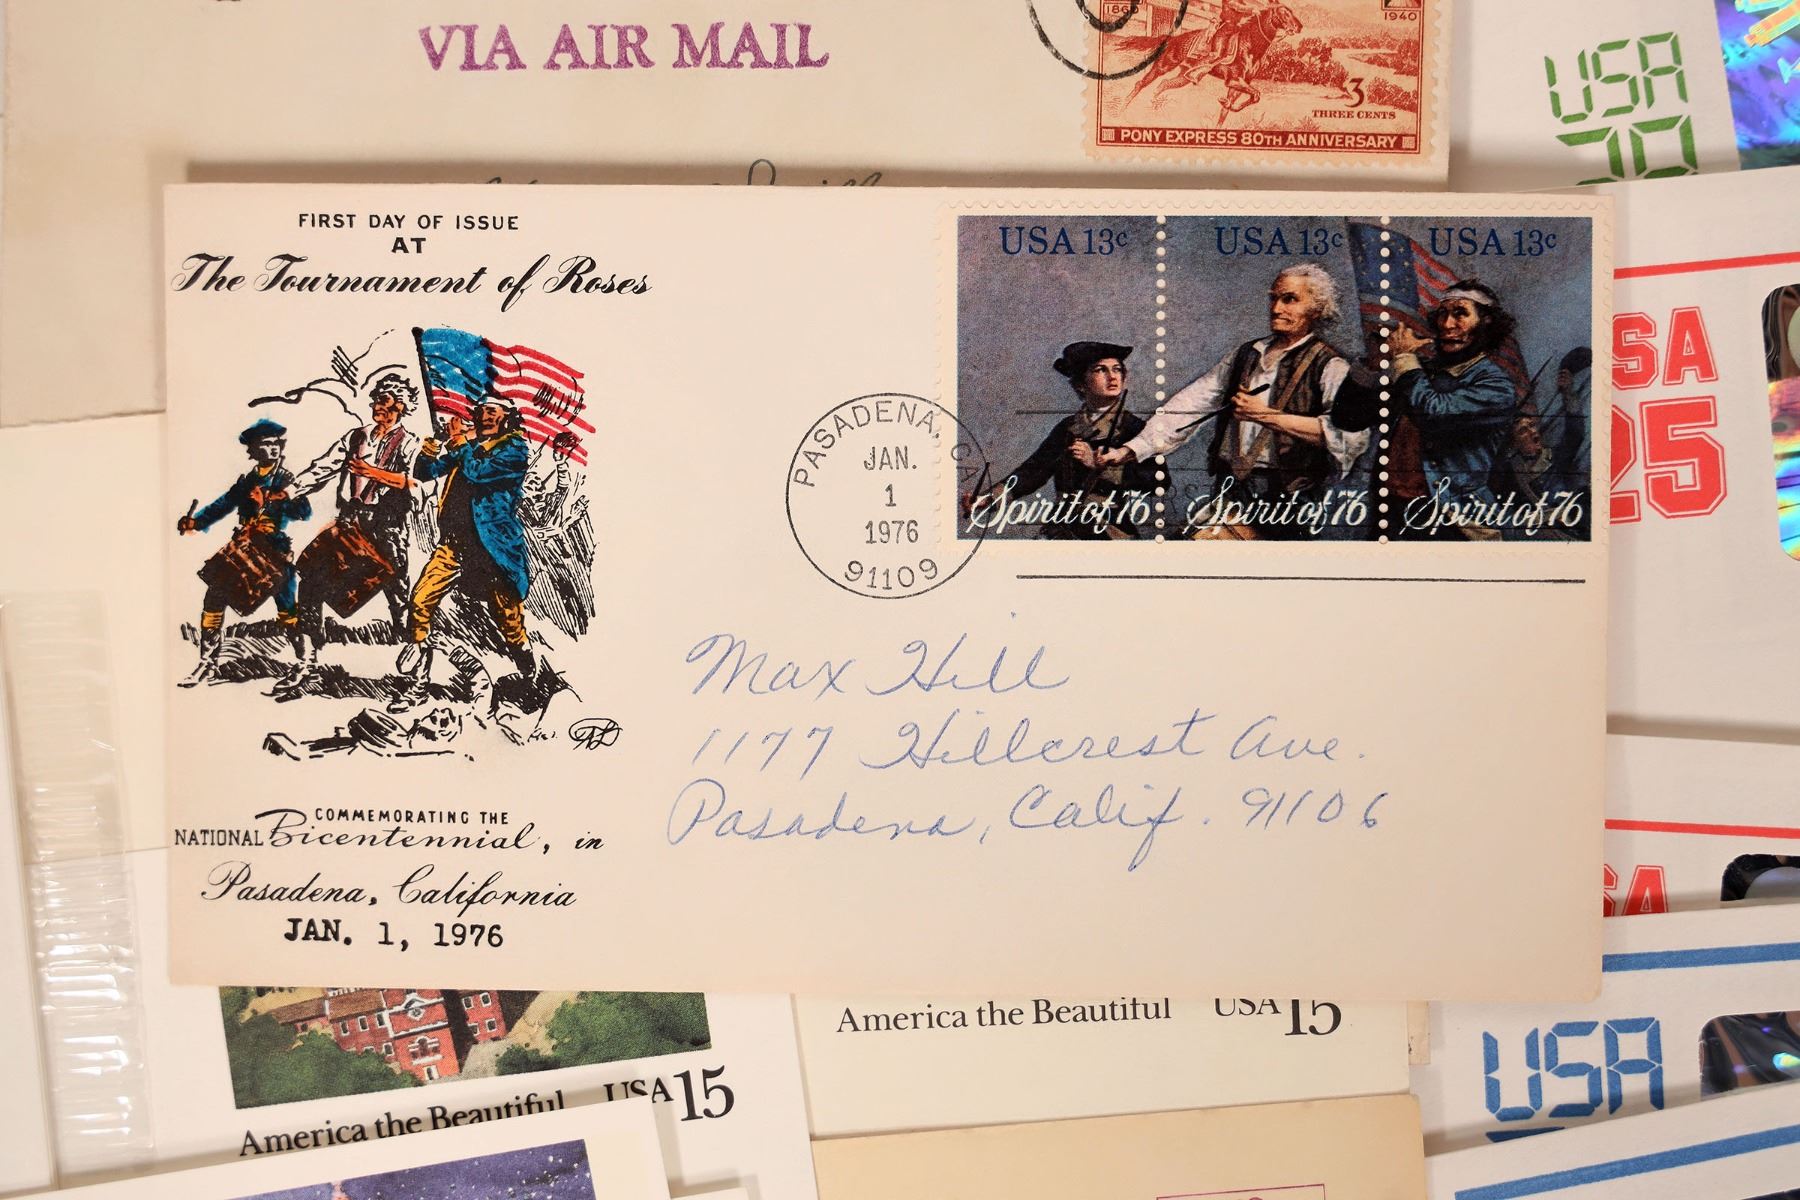 VIA AIR MAIL
1860
1940
3
THREE CENTS
PONY EXPRESS 80TH ANNIVERSARY
USA
FIRST DAY OF ISSUE
AT
The Tournament of Roses
USA 13c
USA 13c
USA 13c
Spirit of 76
Spirit of 76
Spirit of 76
PASADENA, CA
JAN.
1
1976
91109
Max Hill
1177 Hillcrest Ave.
Pasadena, Calif. 91106
COMMEMORATING THE
NATIONAL Bicentennial, in
Pasadena, California
JAN. 1, 1976
SA
25
America the Beautiful USA 15
America the Beautiful USA 15
USA